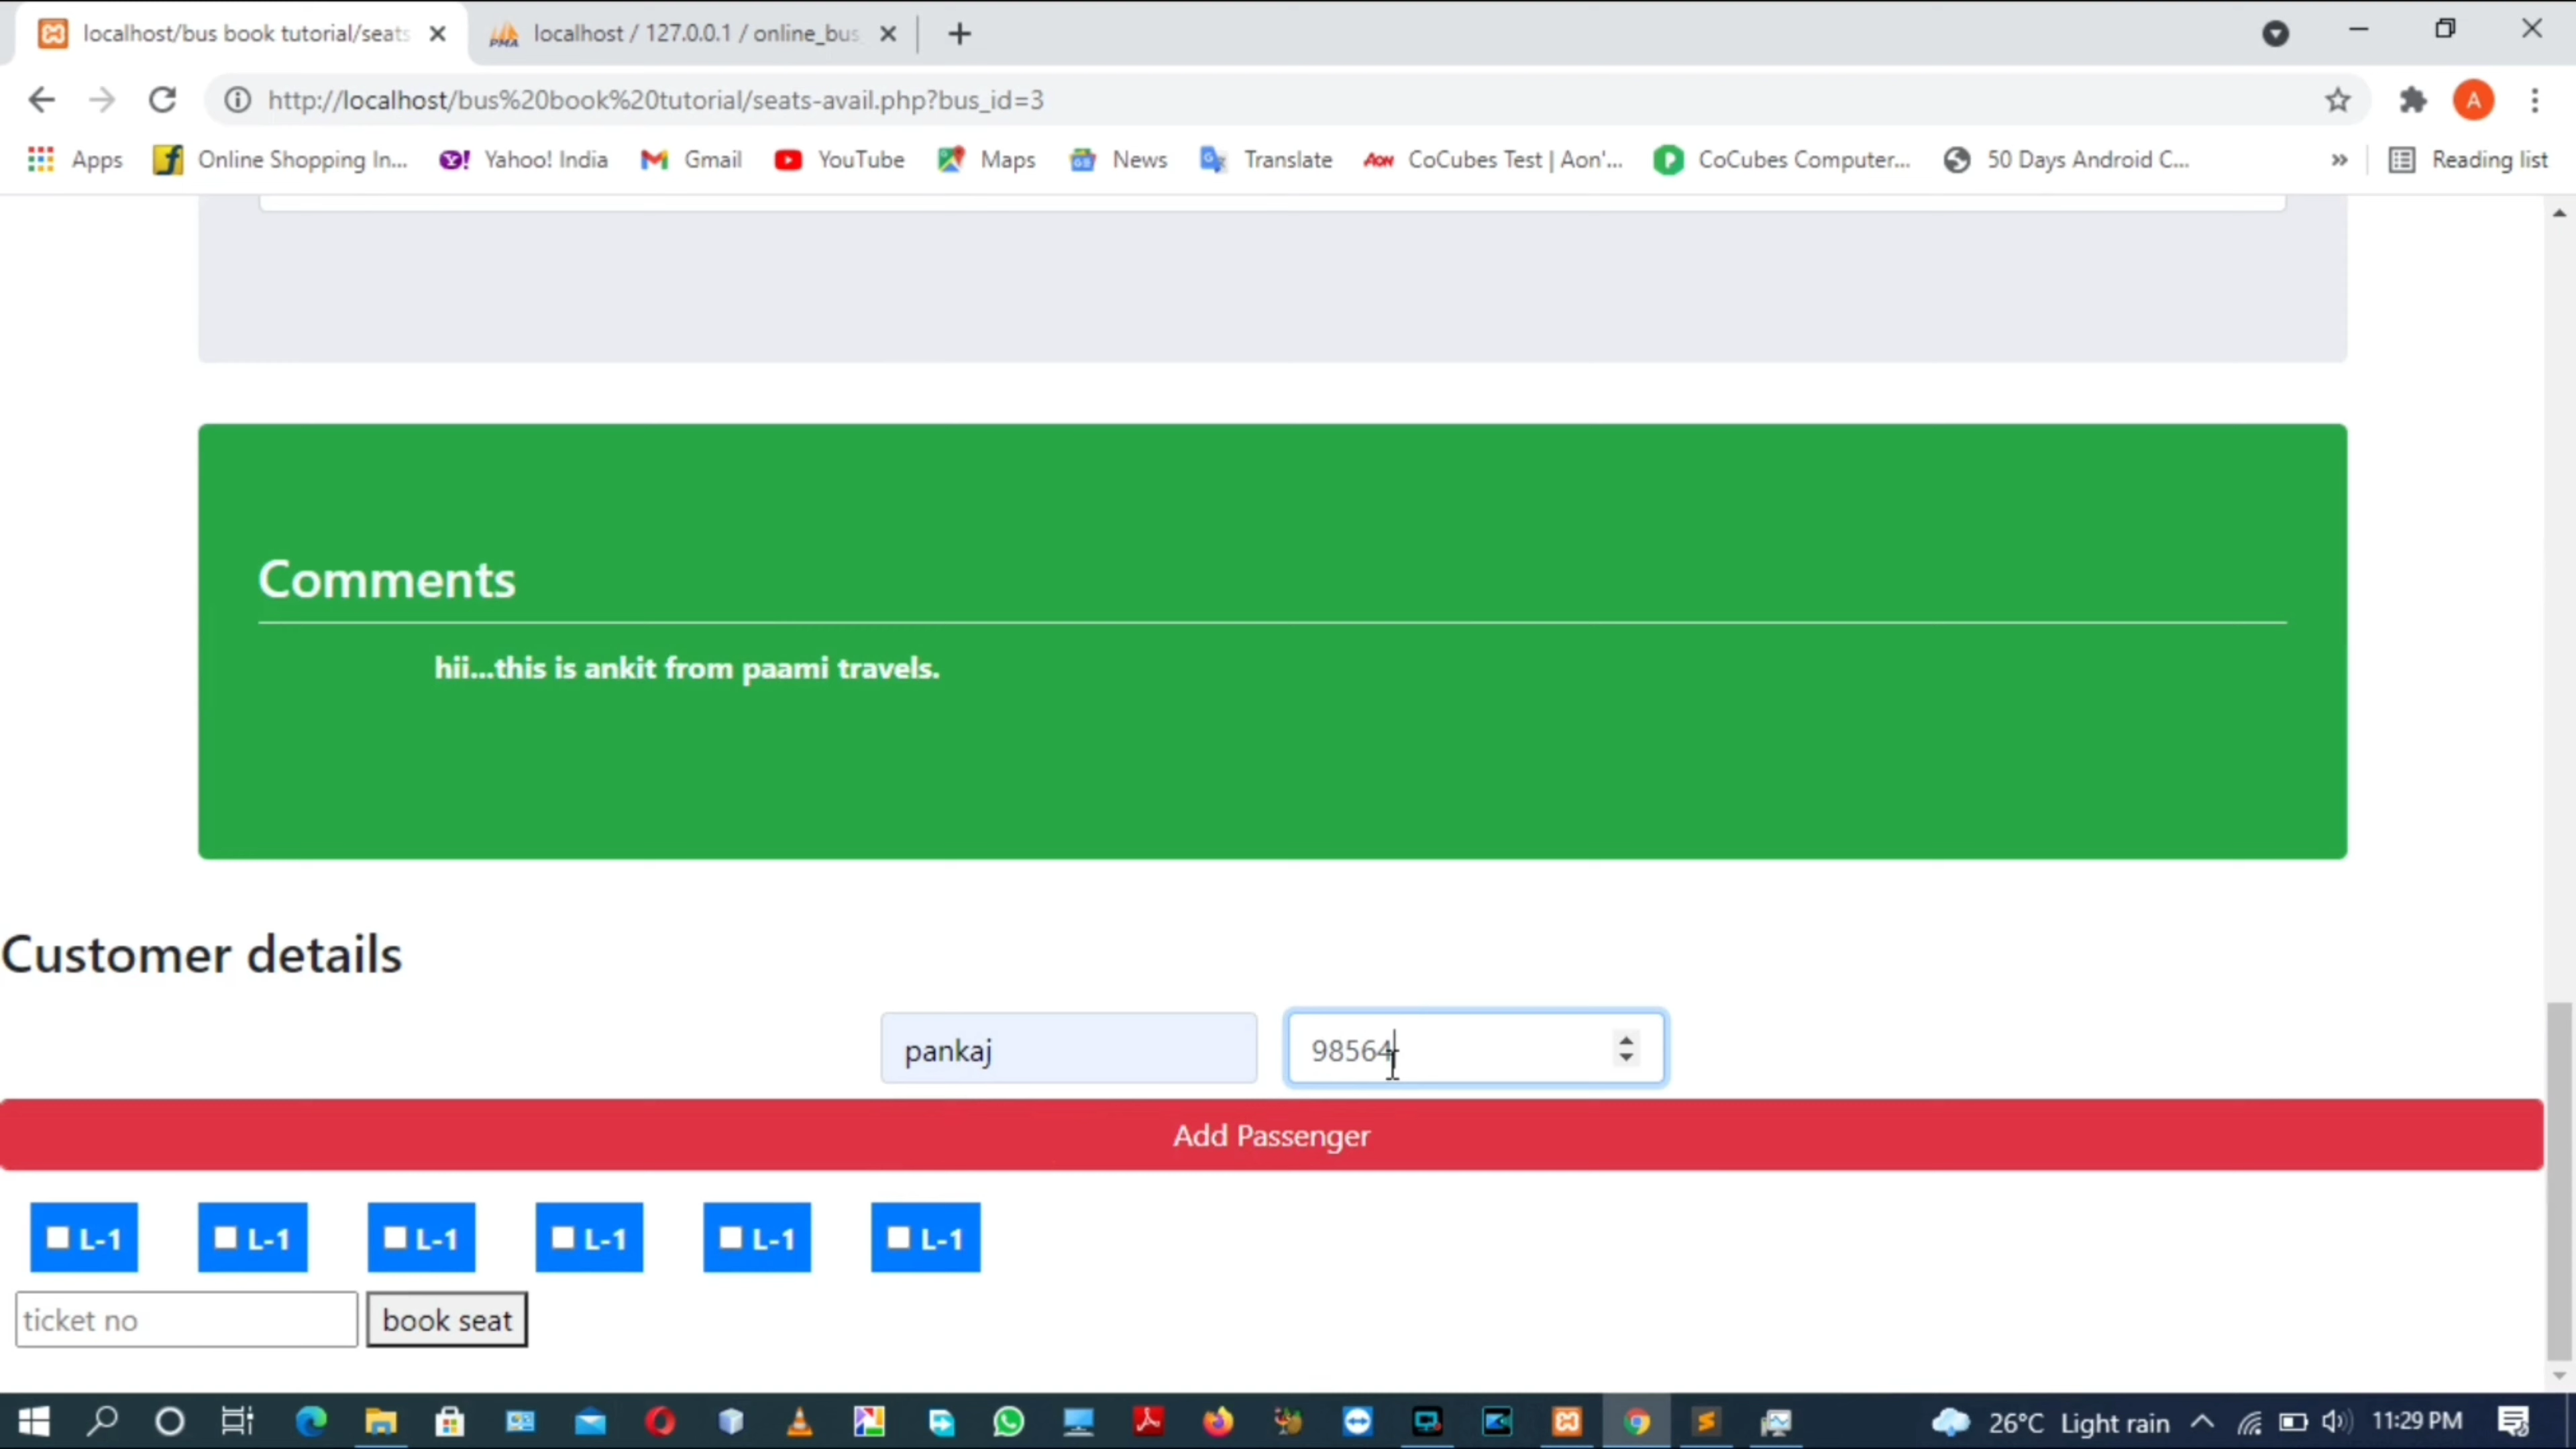 localhost/bus book tutorial/seats
localhost / 127.0.0.1 / online_bus
http://localhost/bus%20book%20tutorial/seats-avail.php?bus_id=3
A
Apps
Online Shopping In...
Yahoo! India
Gmail
YouTube
Maps
News
Translate
Aon
CoCubes Test | Aon'...
CoCubes Computer...
50 Days Android C...
»
Reading list
Comments
hii...this is ankit from paami travels.
Customer details
pankaj
98564
Add Passenger
L-1
L-1
L-1
L-1
L-1
L-1
ticket no
book seat
26°C Light rain
11:29 PM